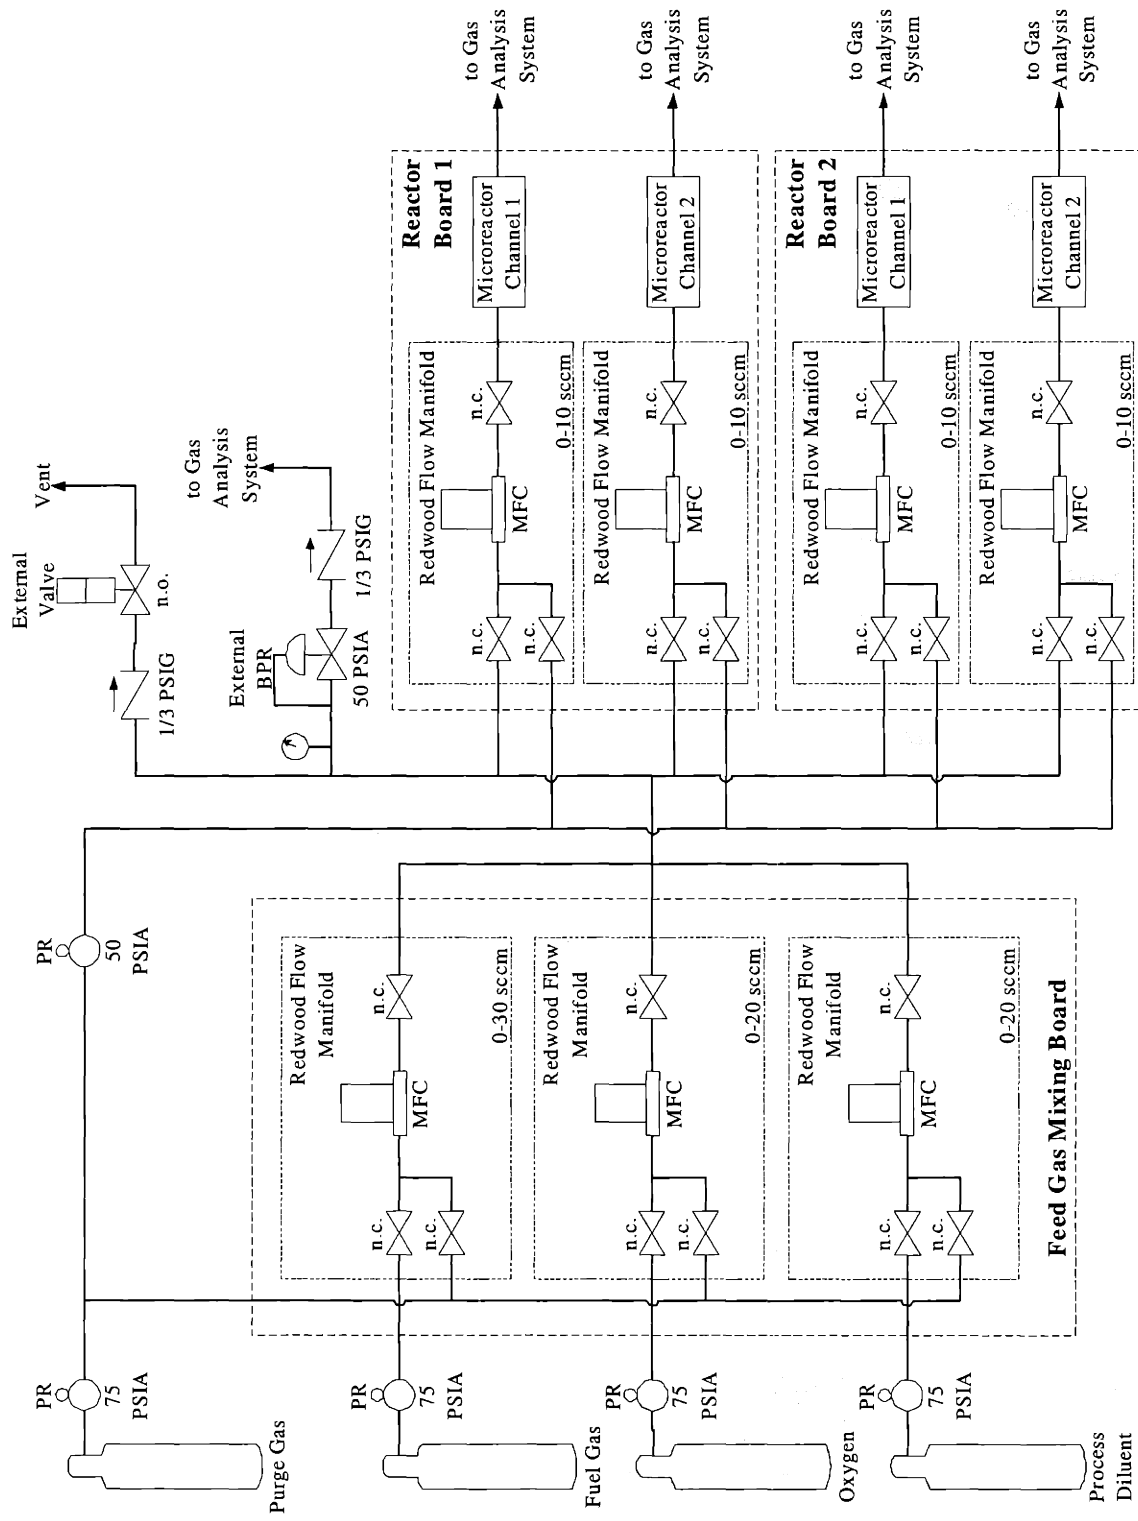 External
Valve
Vent
n.o.
1/3 PSIG
to Gas
Analysis
System
External
BPR
50 PSIA
1/3 PSIG
PR
50
PSIA
PR
75
PSIA
Purge Gas
PR
75
PSIA
Fuel Gas
PR
75
PSIA
Oxygen
PR
75
PSIA
Process
Diluent
Redwood Flow
Manifold
n.c.
n.c.
MFC
n.c.
0-30 sccm
Redwood Flow
Manifold
n.c.
n.c.
MFC
n.c.
0-20 sccm
Redwood Flow
Manifold
n.c.
n.c.
MFC
n.c.
0-20 sccm
Feed Gas Mixing Board
Reactor
Board 1
Redwood Flow Manifold
n.c.
n.c.
MFC
n.c.
0-10 sccm
Microreactor
Channel 1
to Gas
Analysis
System
Redwood Flow Manifold
n.c.
n.c.
MFC
n.c.
0-10 sccm
Microreactor
Channel 2
to Gas
Analysis
System
Reactor
Board 2
Redwood Flow Manifold
n.c.
n.c.
MFC
n.c.
0-10 sccm
Microreactor
Channel 1
to Gas
Analysis
System
Redwood Flow Manifold
n.c.
n.c.
MFC
n.c.
0-10 sccm
Microreactor
Channel 2
to Gas
Analysis
System